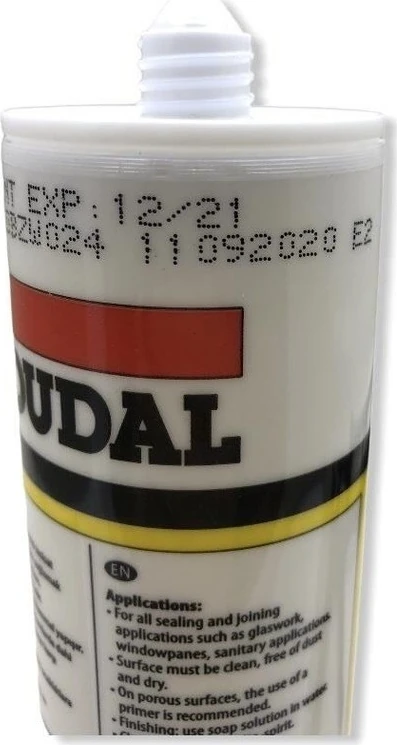 EXP: 12/21
BZW024 11092020 E2
OUDAL
EN
Applications:
• For all sealing and joining
applications such as glaswork,
windowpanes, sanitary applications.
• Surface must be clean, free of dust
and dry.
• On porous surfaces, the use of a
primer is recommended.
• Finishing: use soap solution in water